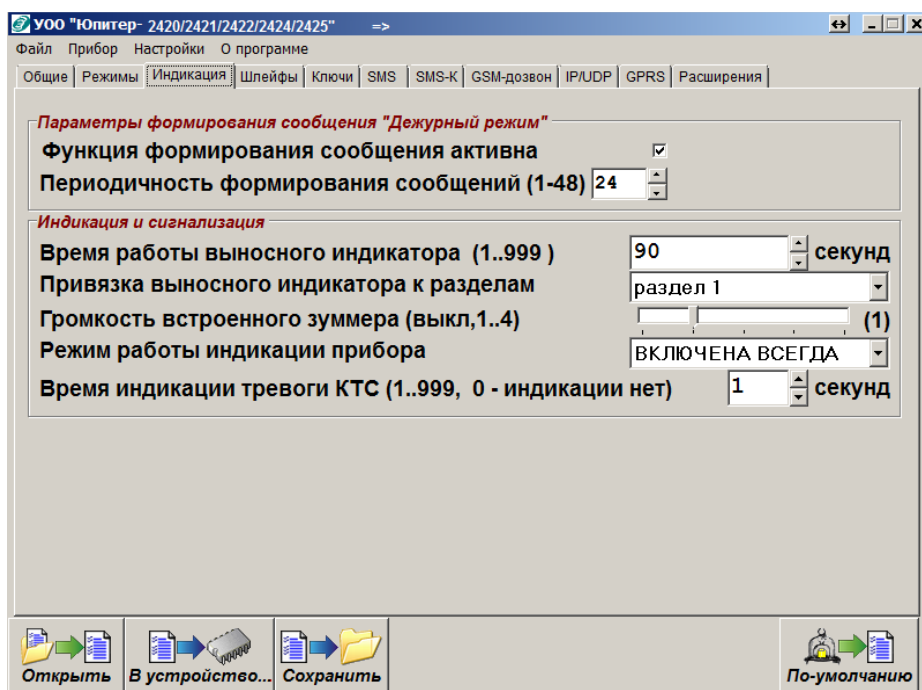 УОО "Юпитер- 2420/2421/2422/2424/2425" =>
Файл Прибор Настройки О программе
Общие Режимы Индикация Шлейфы Ключи SMS SMS-К GSM-дозвон IP/UDP GPRS Расширения
Параметры формирования сообщения "Дежурный режим"
Функция формирования сообщения активна
Периодичность формирования сообщений (1-48) 24
Индикация и сигнализация
Время работы выносного индикатора (1..999 ) 90 секунд
Привязка выносного индикатора к разделам раздел 1
Громкость встроенного зуммера (выкл,1..4) (1)
Режим работы индикации прибора ВКЛЮЧЕНА ВСЕГДА
Время индикации тревоги КТС (1..999, 0 - индикации нет) 1 секунд
Открыть В устройство... Сохранить По-умолчанию